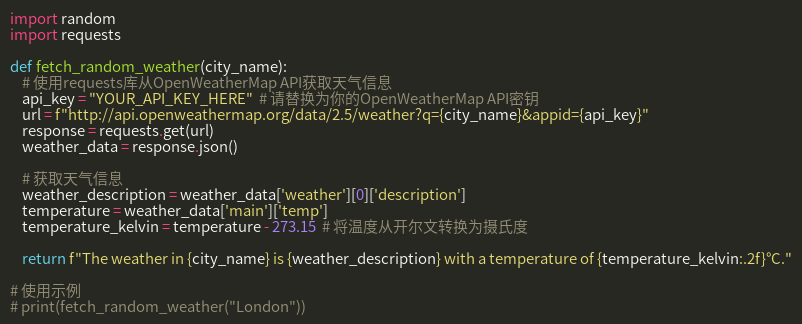 import random
import requests

def fetch_random_weather(city_name):
    # 使用requests库从OpenWeatherMap API获取天气信息
    api_key = "YOUR_API_KEY_HERE"  # 请替换为你的OpenWeatherMap API密钥
    url = f"http://api.openweathermap.org/data/2.5/weather?q={city_name}&appid={api_key}"
    response = requests.get(url)
    weather_data = response.json()

    # 获取天气信息
    weather_description = weather_data['weather'][0]['description']
    temperature = weather_data['main']['temp']
    temperature_kelvin = temperature - 273.15  # 将温度从开尔文转换为摄氏度

    return f"The weather in {city_name} is {weather_description} with a temperature of {temperature_kelvin:.2f}°C."

# 使用示例
# print(fetch_random_weather("London"))